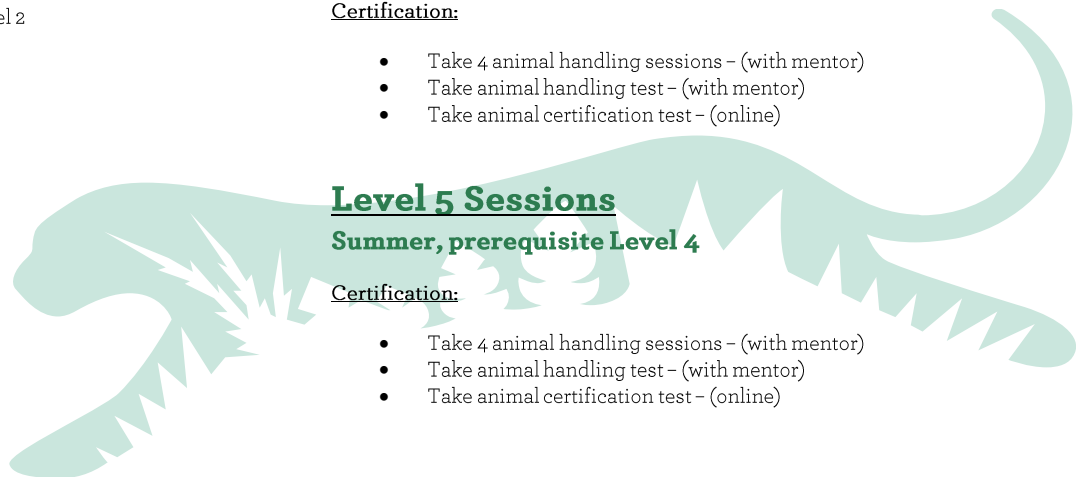 el 2
Certification:
• Take 4 animal handling sessions – (with mentor)
• Take animal handling test – (with mentor)
• Take animal certification test – (online)
Level 5 Sessions
Summer, prerequisite Level 4
Certification:
• Take 4 animal handling sessions – (with mentor)
• Take animal handling test – (with mentor)
• Take animal certification test – (online)